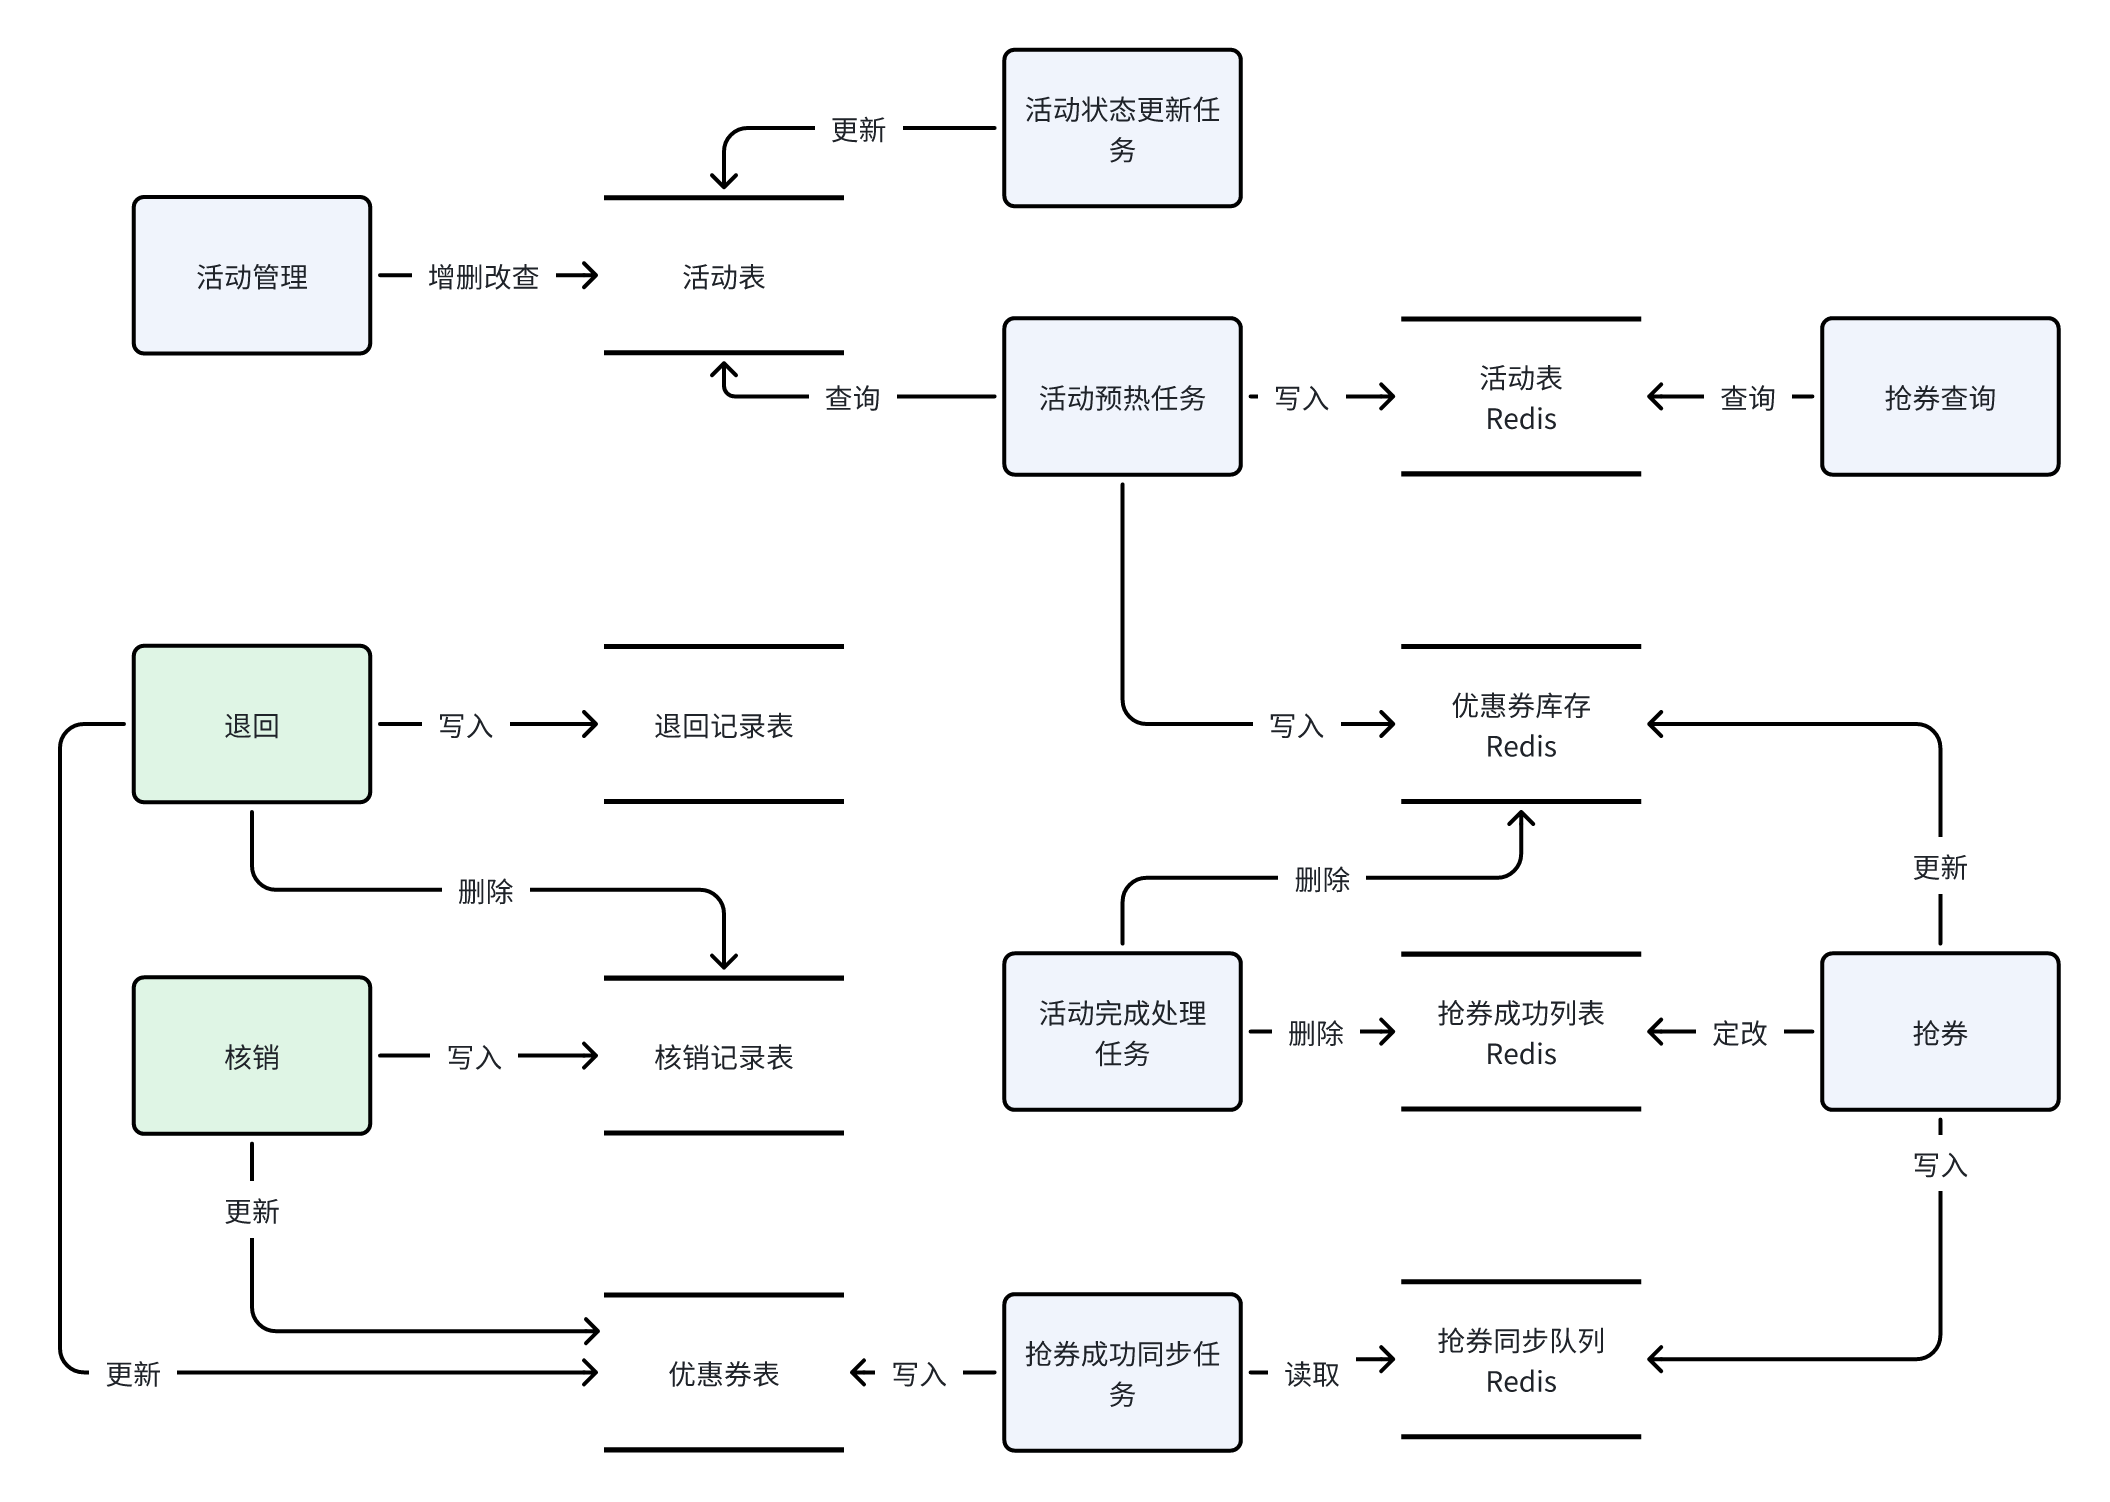 活动状态更新任
务
更新
活动管理
增删改查
活动表
查询
活动预热任务
写入
活动表
Redis
查询
抢券查询
退回
写入
退回记录表
写入
优惠券库存
Redis
删除
删除
更新
核销
写入
核销记录表
活动完成处理
任务
删除
抢券成功列表
Redis
定改
抢券
写入
更新
更新
优惠券表
写入
抢券成功同步任
务
读取
抢券同步队列
Redis